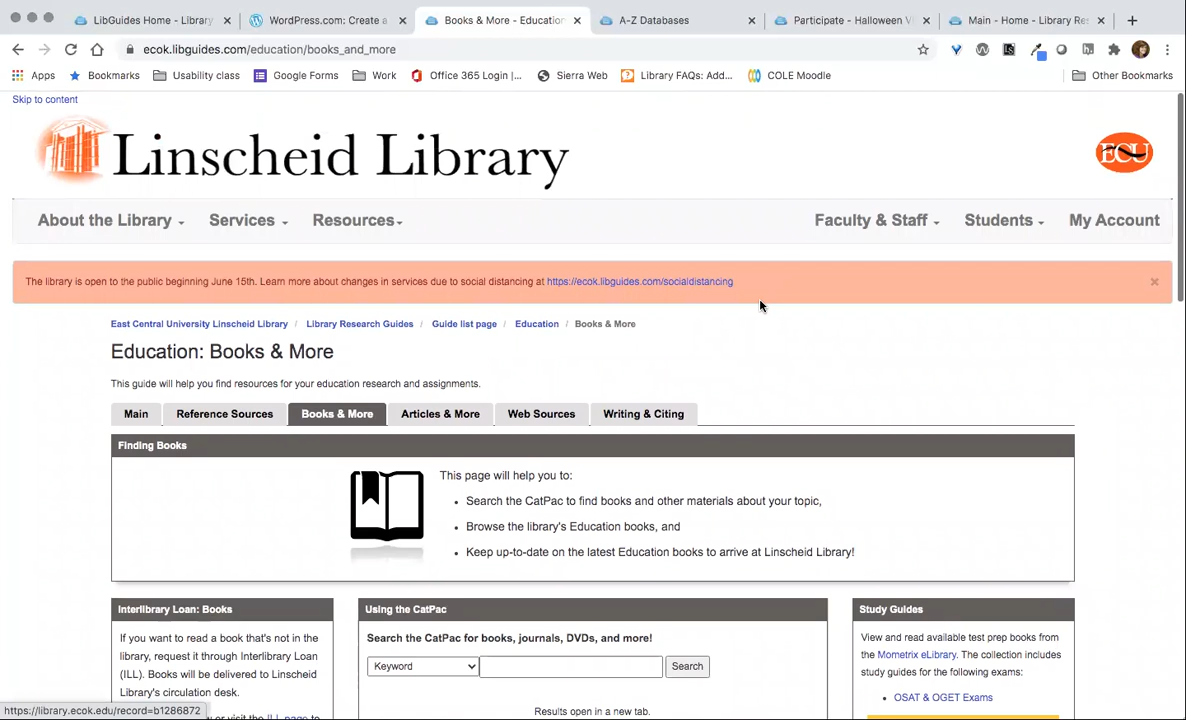 LibGuides Home - Library
WordPress.com: Create a
Books & More - Education
A-Z Databases
Participate - Halloween V
Main - Home - Library Res
ecok.libguides.com/education/books_and_more
Apps
Bookmarks
Usability class
Google Forms
Work
Office 365 Login |...
Sierra Web
Library FAQs: Add...
COLE Moodle
Other Bookmarks
Skip to content
Linscheid Library
ECU
About the Library
Services
Resources
Faculty & Staff
Students
My Account
The library is open to the public beginning June 15th. Learn more about changes in services due to social distancing at https://ecok.libguides.com/socialdistancing
East Central University Linscheid Library / Library Research Guides / Guide list page / Education / Books & More
Education: Books & More
This guide will help you find resources for your education research and assignments.
Main
Reference Sources
Books & More
Articles & More
Web Sources
Writing & Citing
Finding Books
This page will help you to:
• Search the CatPac to find books and other materials about your topic,
• Browse the library's Education books, and
• Keep up-to-date on the latest Education books to arrive at Linscheid Library!
Interlibrary Loan: Books
If you want to read a book that's not in the
library, request it through Interlibrary Loan
(ILL). Books will be delivered to Linscheid
Library's circulation desk.
or visit the ILL page to
Using the CatPac
Search the CatPac for books, journals, DVDs, and more!
Keyword
Search
Results open in a new tab.
Study Guides
View and read available test prep books from
the Mometrix eLibrary. The collection includes
study guides for the following exams:
• OSAT & OGET Exams
https://library.ecok.edu/record=b1286872